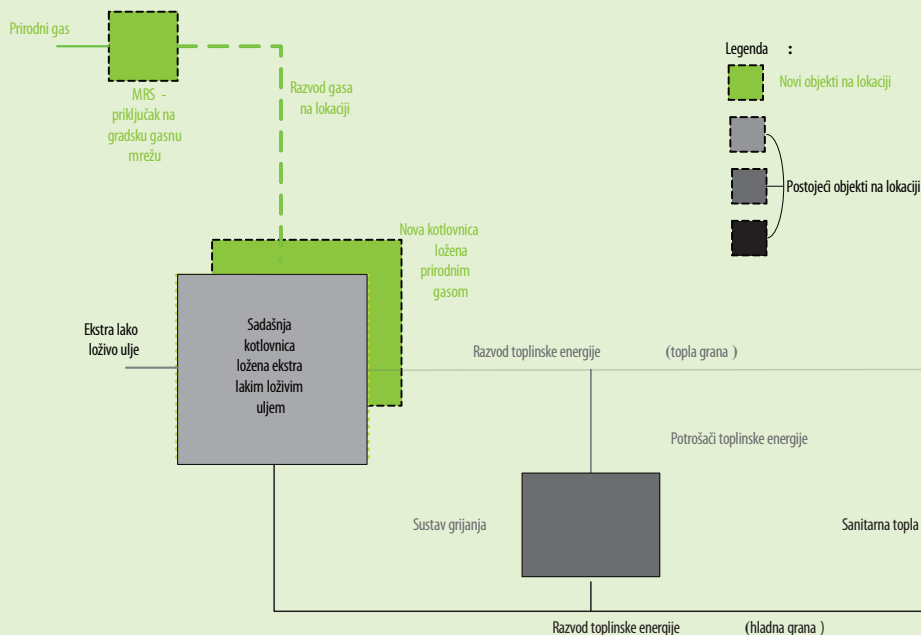 Prirodni gas
MRS -
priključak na
gradsku gasnu
mrežu
Razvod gasa
na lokaciji
Legenda :
Novi objekti na lokaciji
Postojeći objekti na lokaciji
Nova kotlovnica
ložena
prirodnim
gasom
Ekstra lako
loživo ulje
Sadašnja
kotlovnica
ložena ekstra
lakim loživim
uljem
Razvod toplinske energije (topla grana )
Potrošači toplinske energije
Sustav grijanja
Sanitarna topla
Razvod toplinske energije (hladna grana )